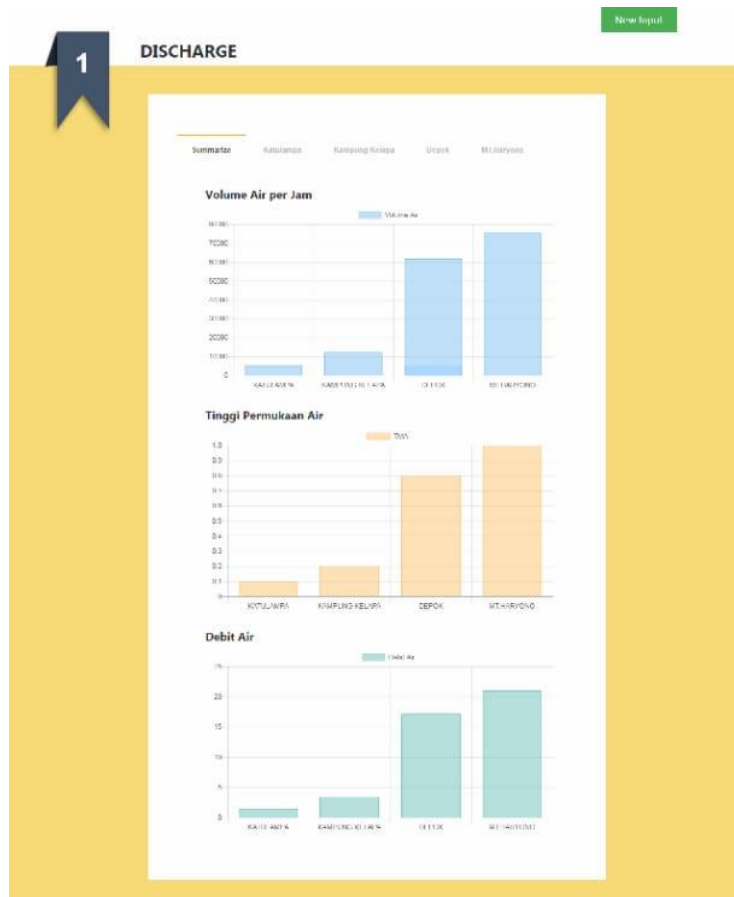 New Input
1
DISCHARGE
Summarize Katulampa Kampung Kelapa Depok Mt.Haryono
Volume Air per Jam
Volume Air
80000
70000
60000
50000
40000
30000
20000
10000
0
KATULAMPA KAMPUNG KELAPA DEPOK MT.HARYONO
Tinggi Permukaan Air
TMA
1.0
0.9
0.8
0.7
0.6
0.5
0.4
0.3
0.2
0.1
0
KATULAMPA KAMPUNG KELAPA DEPOK MT.HARYONO
Debit Air
Debit Air
25
20
15
10
5
0
KATULAMPA KAMPUNG KELAPA DEPOK MT.HARYONO